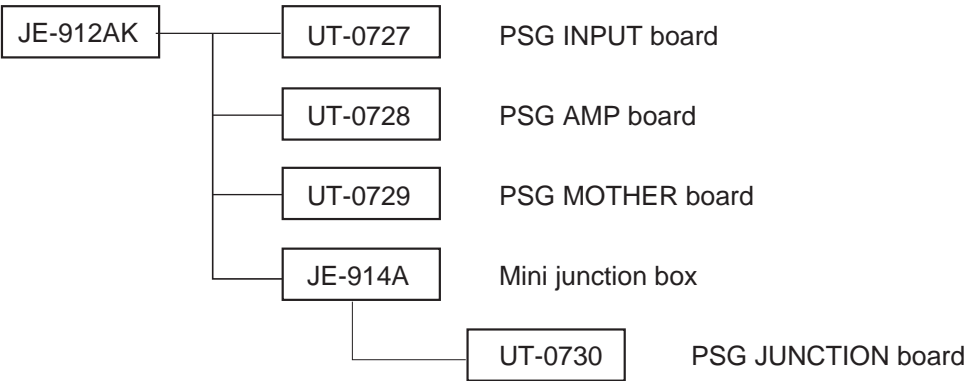 JE-912AK UT-0727 PSG INPUT board
UT-0728 PSG AMP board
UT-0729 PSG MOTHER board
JE-914A Mini junction box
UT-0730 PSG JUNCTION board